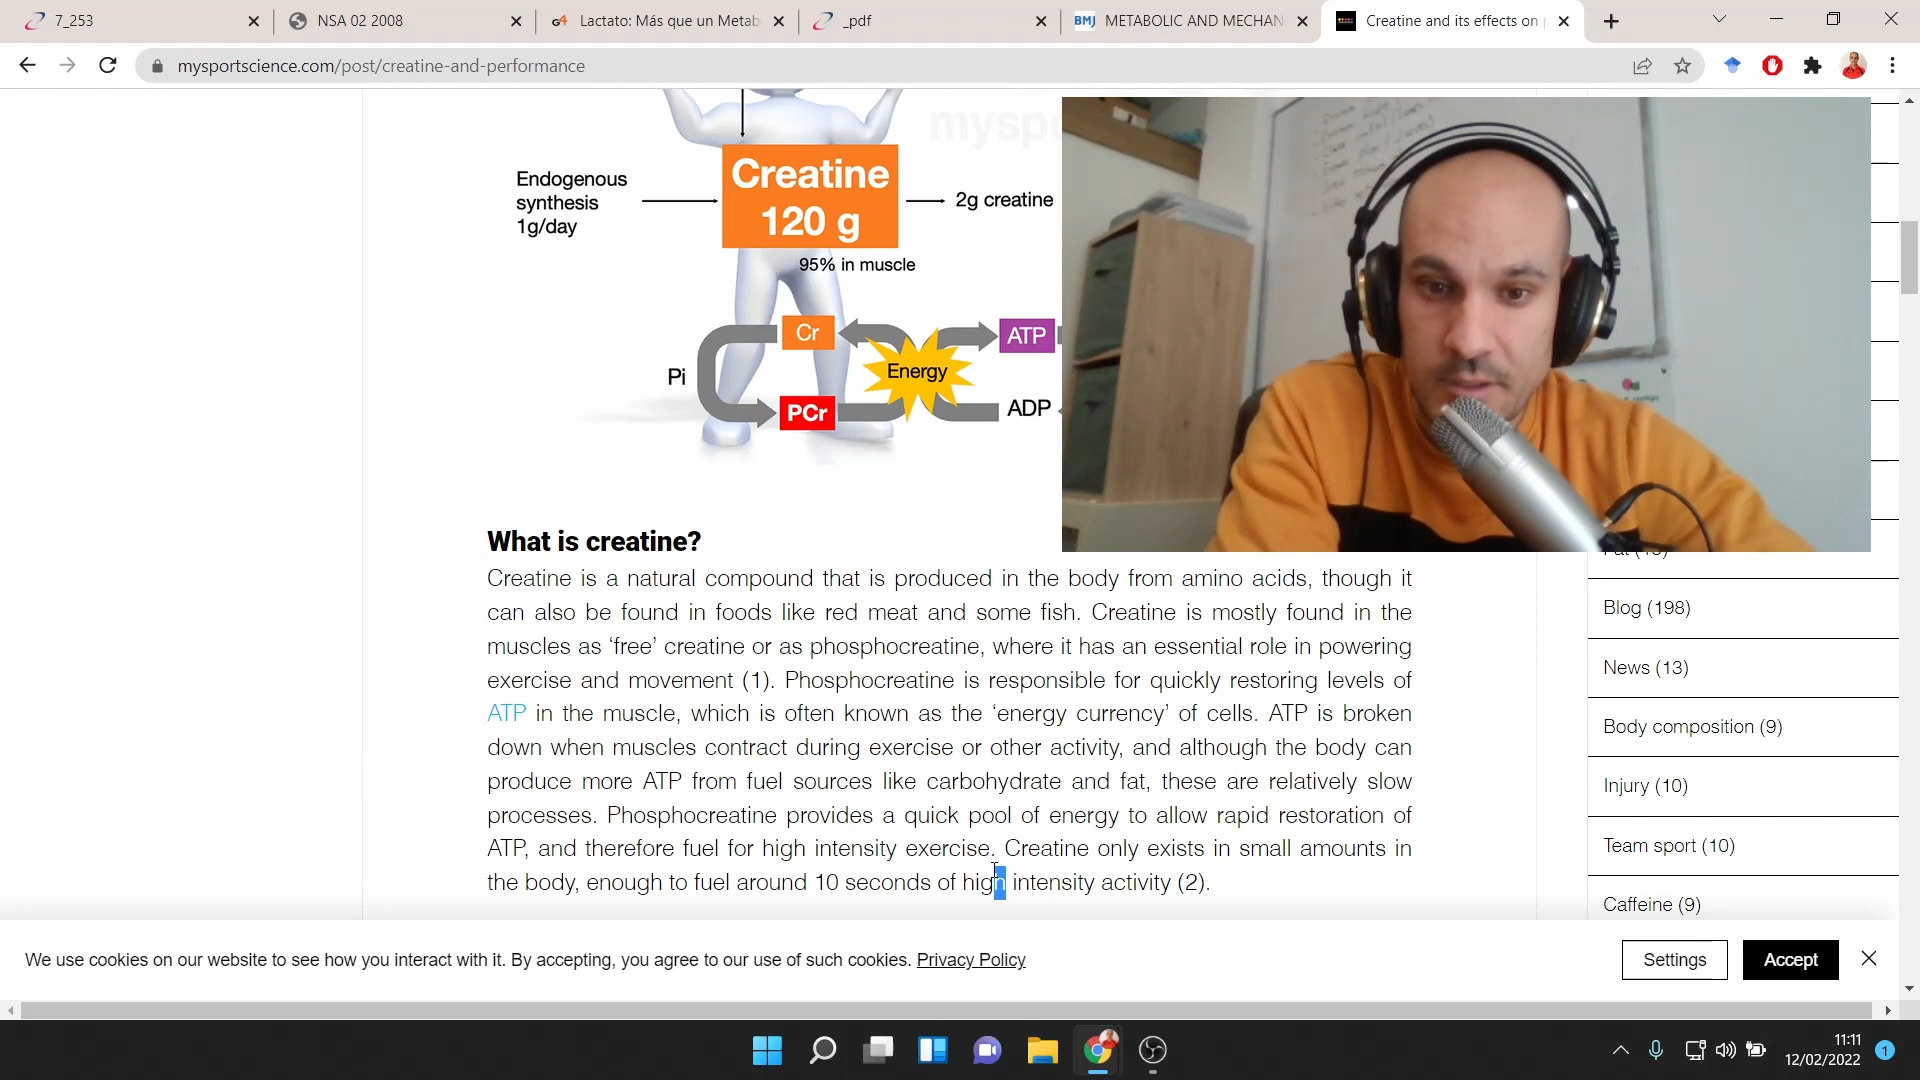 7_253
NSA 02 2008
Lactato: Más que un Metab
_pdf
BMJ METABOLIC AND MECHAN
Creatine and its effects on
mysportscience.com/post/creatine-and-performance
myspo
Endogenous
synthesis
1g/day
Creatine
120 g
2g creatine
95% in muscle
Cr
ATP
Pi
Energy
PCr
ADP
What is creatine?
Creatine is a natural compound that is produced in the body from amino acids, though it
can also be found in foods like red meat and some fish. Creatine is mostly found in the
muscles as ‘free’ creatine or as phosphocreatine, where it has an essential role in powering
exercise and movement (1). Phosphocreatine is responsible for quickly restoring levels of
ATP in the muscle, which is often known as the ‘energy currency’ of cells. ATP is broken
down when muscles contract during exercise or other activity, and although the body can
produce more ATP from fuel sources like carbohydrate and fat, these are relatively slow
processes. Phosphocreatine provides a quick pool of energy to allow rapid restoration of
ATP, and therefore fuel for high intensity exercise. Creatine only exists in small amounts in
the body, enough to fuel around 10 seconds of high intensity activity (2).
Blog (198)
News (13)
Body composition (9)
Injury (10)
Team sport (10)
Caffeine (9)
We use cookies on our website to see how you interact with it. By accepting, you agree to our use of such cookies. Privacy Policy
Settings
Accept
11:11
12/02/2022
1